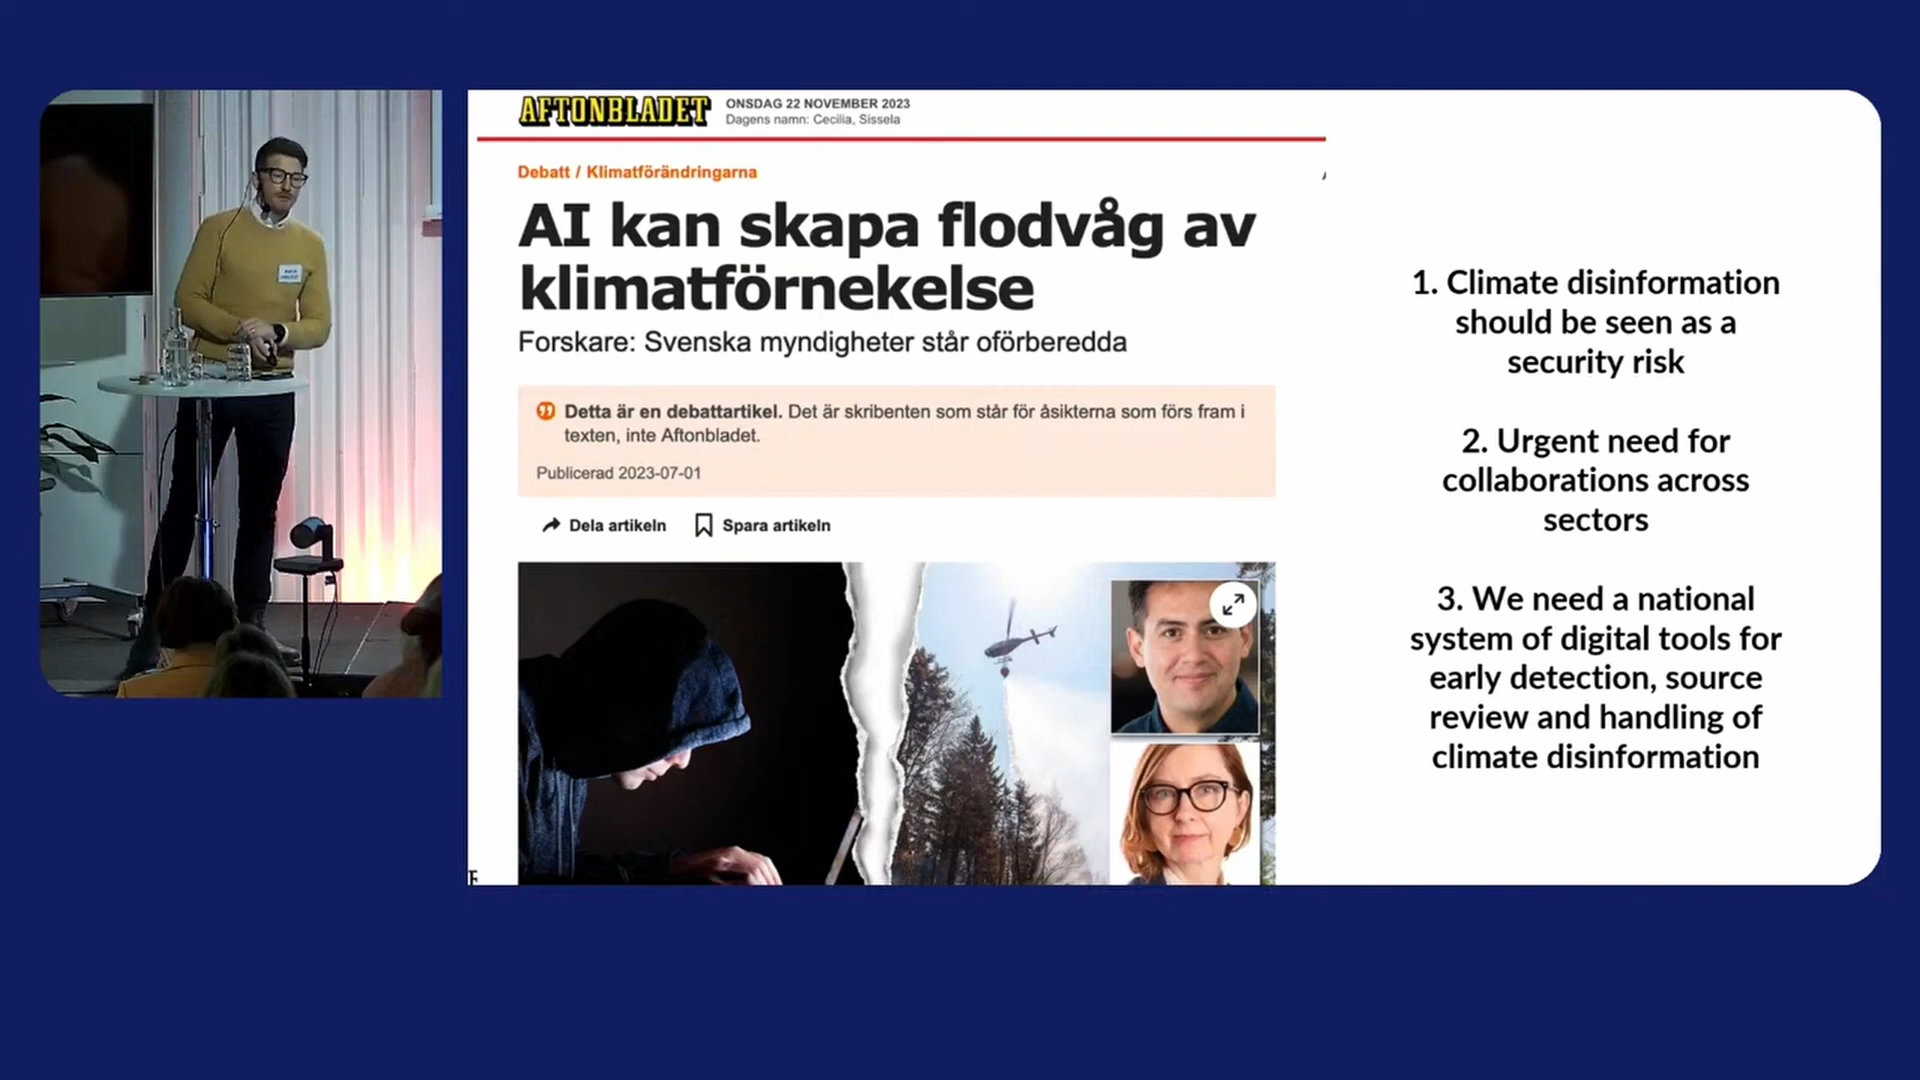 AFTONBLADET
ONSDAG 22 NOVEMBER 2023
Dagens namn: Cecilia, Sissela
Debatt / Klimatförändringarna
AI kan skapa flodvåg av
klimatförnekelse
Forskare: Svenska myndigheter står oförberedda
Detta är en debattartikel. Det är skribenten som står för åsikterna som förs fram i
texten, inte Aftonbladet.
Publicerad 2023-07-01
Dela artikeln
Spara artikeln
1. Climate disinformation
should be seen as a
security risk
2. Urgent need for
collaborations across
sectors
3. We need a national
system of digital tools for
early detection, source
review and handling of
climate disinformation